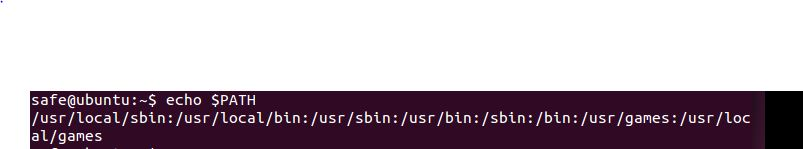 safe@ubuntu:~$ echo $PATH
/usr/local/sbin:/usr/local/bin:/usr/sbin:/usr/bin:/sbin:/bin:/usr/games:/usr/loc
al/games